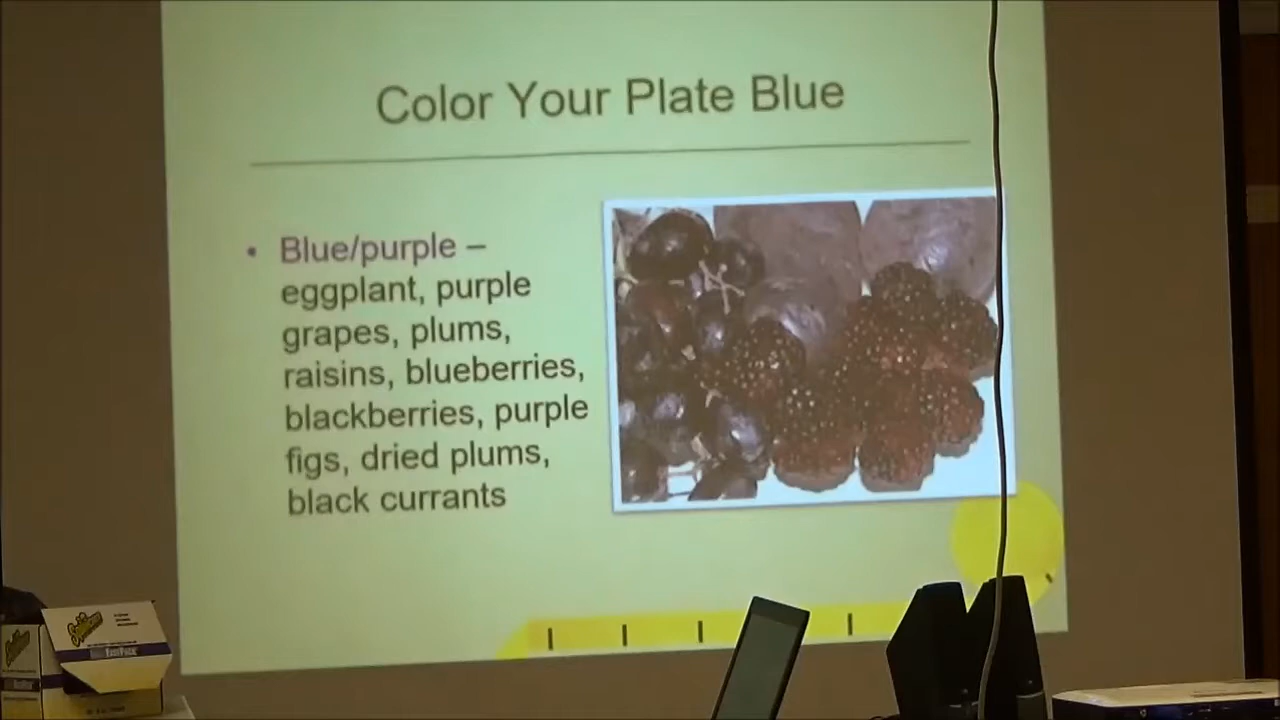 Color Your Plate Blue
• Blue/purple –
eggplant, purple
grapes, plums,
raisins, blueberries,
blackberries, purple
figs, dried plums,
black currants